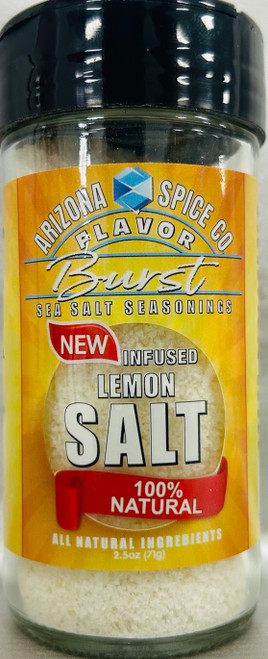 ARIZONA SPICE CO
FLAVOR
Burst
SEA SALT SEASONINGS
NEW INFUSED
LEMON
SALT
100%
NATURAL
ALL NATURAL INGREDIENTS
2.5oz (71g)